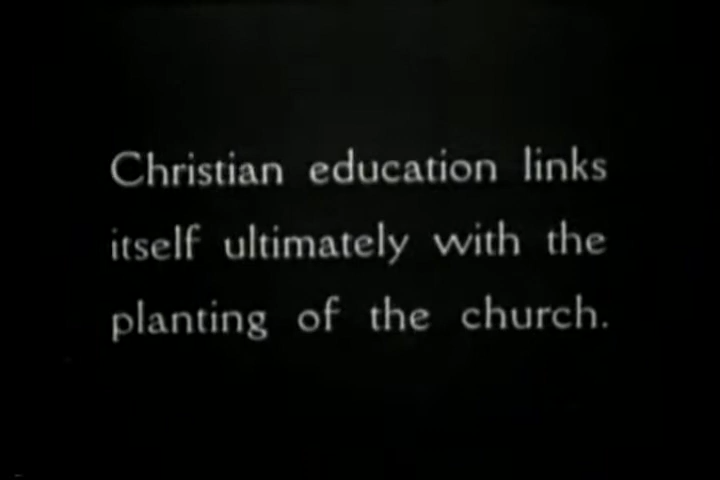 Christian education links
itself ultimately with the
planting of the church.